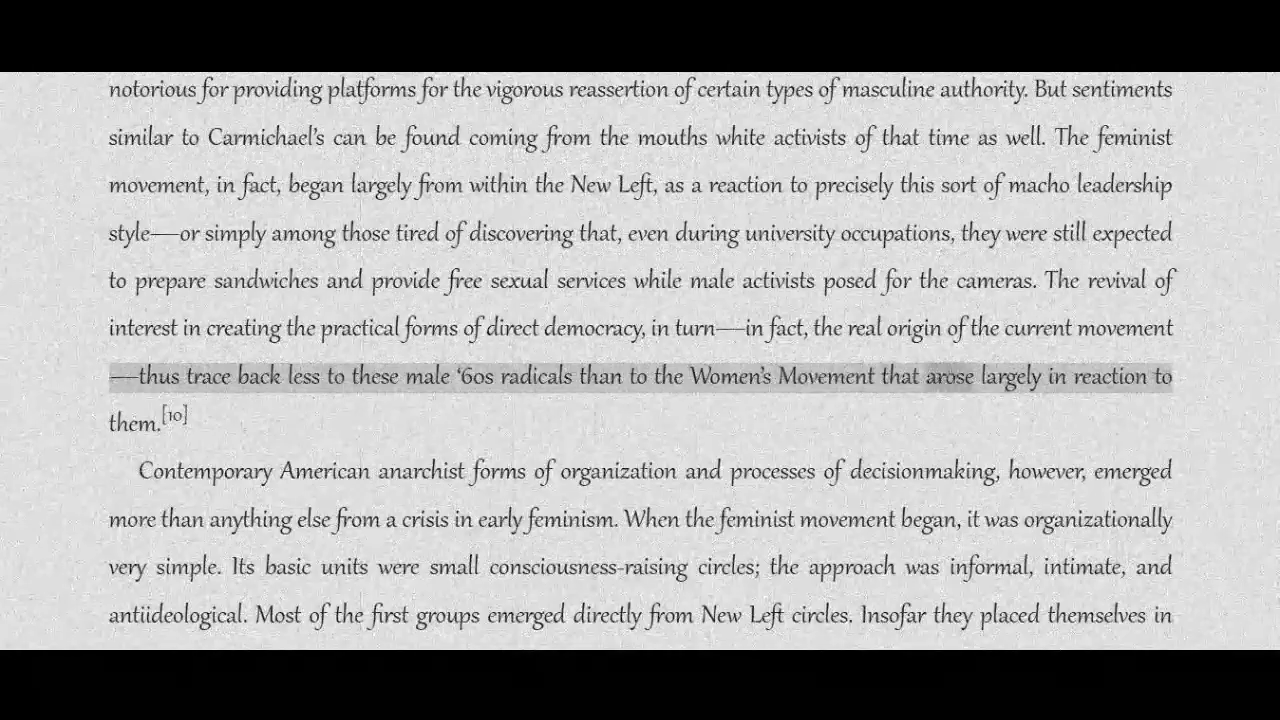 notorious for providing platforms for the vigorous reassertion of certain types of masculine authority. But sentiments
similar to Carmichael's can be found coming from the mouths white activists of that time as well. The feminist
movement, in fact, began largely from within the New Left, as a reaction to precisely this sort of macho leadership
style—or simply among those tired of discovering that, even during university occupations, they were still expected
to prepare sandwiches and provide free sexual services while male activists posed for the cameras. The revival of
interest in creating the practical forms of direct democracy, in turn—in fact, the real origin of the current movement
—thus trace back less to these male ‘60s radicals than to the Women's Movement that arose largely in reaction to
them.[10]
Contemporary American anarchist forms of organization and processes of decisionmaking, however, emerged
more than anything else from a crisis in early feminism. When the feminist movement began, it was organizationally
very simple. Its basic units were small consciousness-raising circles; the approach was informal, intimate, and
antiideological. Most of the first groups emerged directly from New Left circles. Insofar they placed themselves in